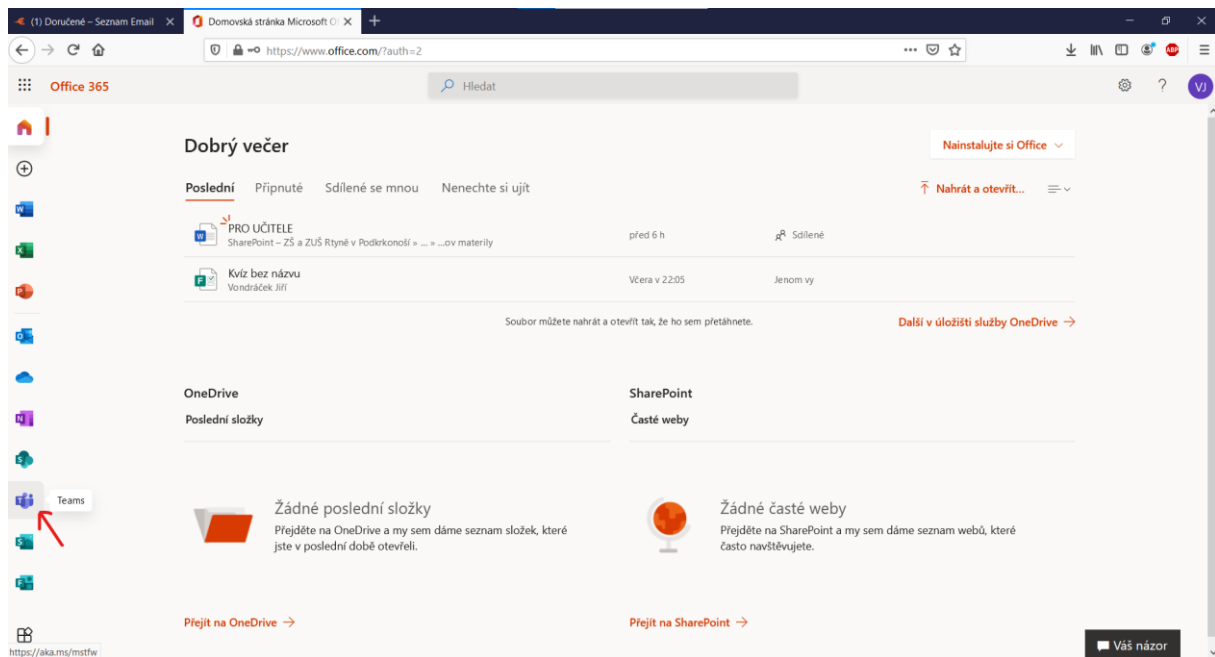 (1) Doručené – Seznam Email
Domovská stránka Microsoft O
https://www.office.com/?auth=2
ABP
Office 365
Hledat
VJ
Dobrý večer
Nainstalujte si Office
Poslední Připnuté Sdílené se mnou Nenechte si ujít
Nahrát a otevřít...
PRO UČITELE
SharePoint – ZŠ a ZUŠ Rtyně v Podkrkonoší » ... » ...ov materily
před 6 h
Sdílené
Kvíz bez názvu
Vondráček Jiří
Včera v 22:05
Jenom vy
Soubor můžete nahrát a otevřít tak, že ho sem přetáhnete.
Další v úložišti služby OneDrive →
OneDrive
Poslední složky
SharePoint
Časté weby
Teams
Žádné poslední složky
Přejděte na OneDrive a my sem dáme seznam složek, které
jste v poslední době otevřeli.
Žádné časté weby
Přejděte na SharePoint a my sem dáme seznam webů, které
často navštěvujete.
Přejít na OneDrive →
Přejít na SharePoint →
https://aka.ms/mstfw
Váš názor